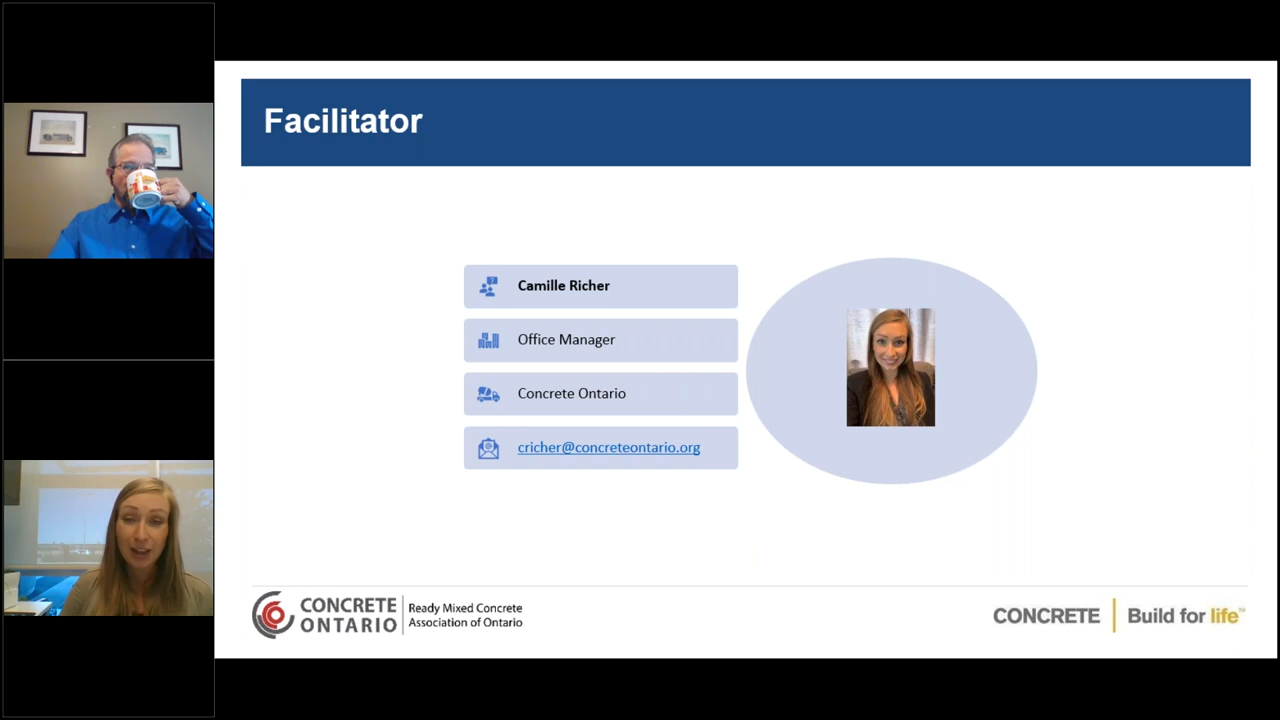 Facilitator
Camille Richer
Office Manager
Concrete Ontario
cricher@concreteontario.org
CONCRETE
ONTARIO
Ready Mixed Concrete
Association of Ontario
CONCRETE | Build for life™